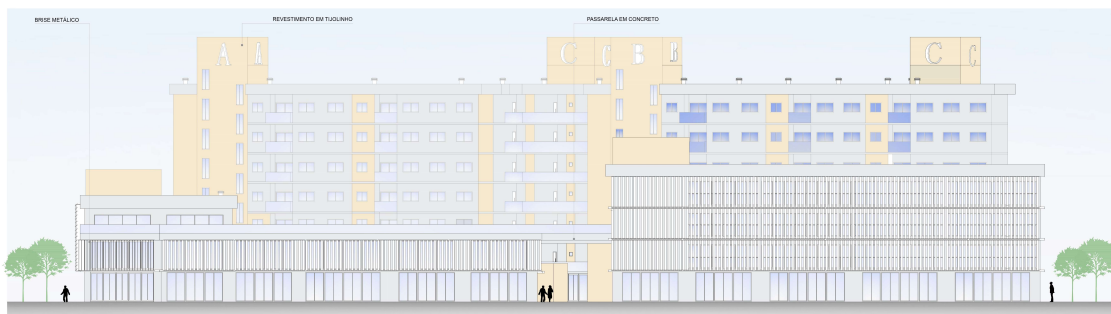 BRISE METÁLICO
REVESTIMENTO EM TIJOLINHO
PASSARELA EM CONCRETO
A A
C C B B
C C